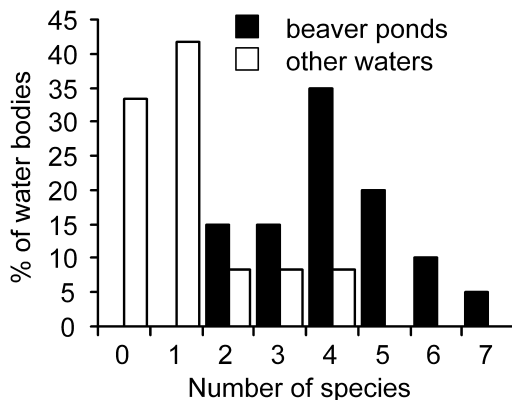 45
40
35
30
25
20
15
10
5
0
% of water bodies
beaver ponds
other waters
0 1 2 3 4 5 6 7
Number of species